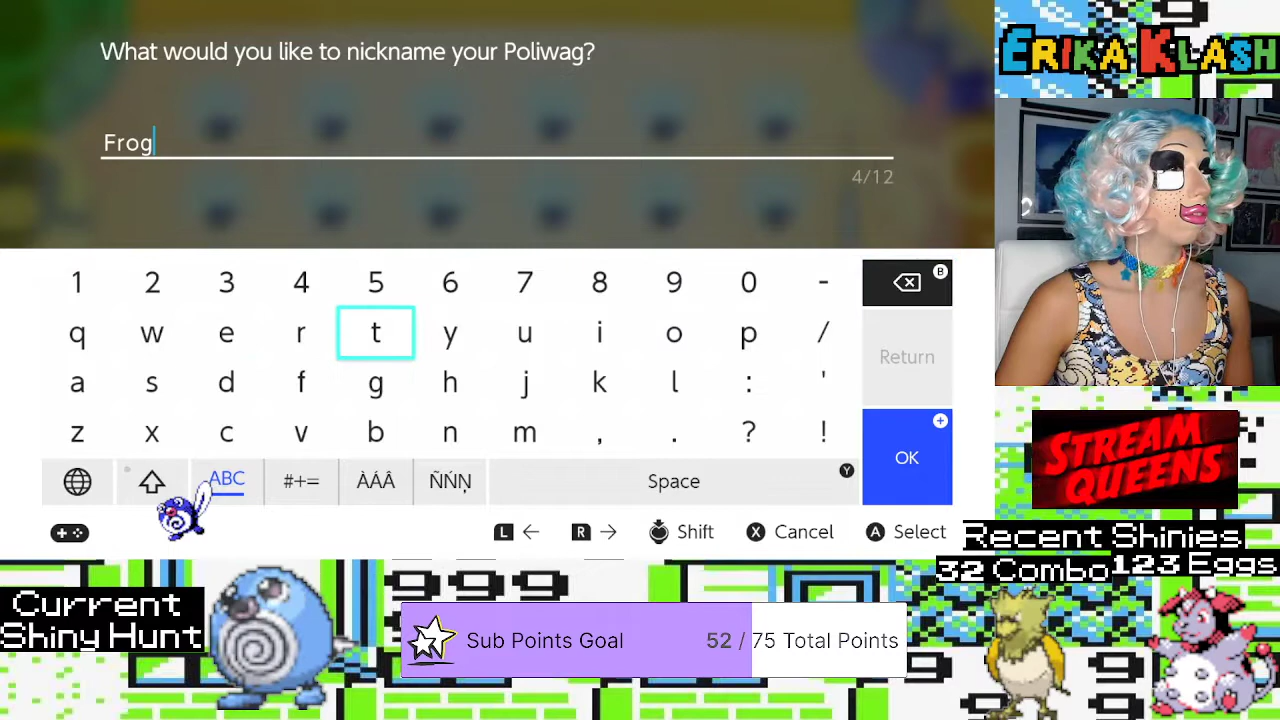 What would you like to nickname your Poliwag?
Frog
4/12
1 2 3 4 5 6 7 8 9 0 -
q w e r t y u i o p /
a s d f g h j k l : '
z x c v b n m , . ? !
B
Return
+
OK
ABC #+= ÀÁÂ ÑŃŅ Space Y
L ← R → Shift X Cancel A Select
ERIKA KLASH
STREAM
QUEENS
Recent Shinies
32 Combo 123 Eggs
Current
Shiny Hunt
Sub Points Goal 52 / 75 Total Points